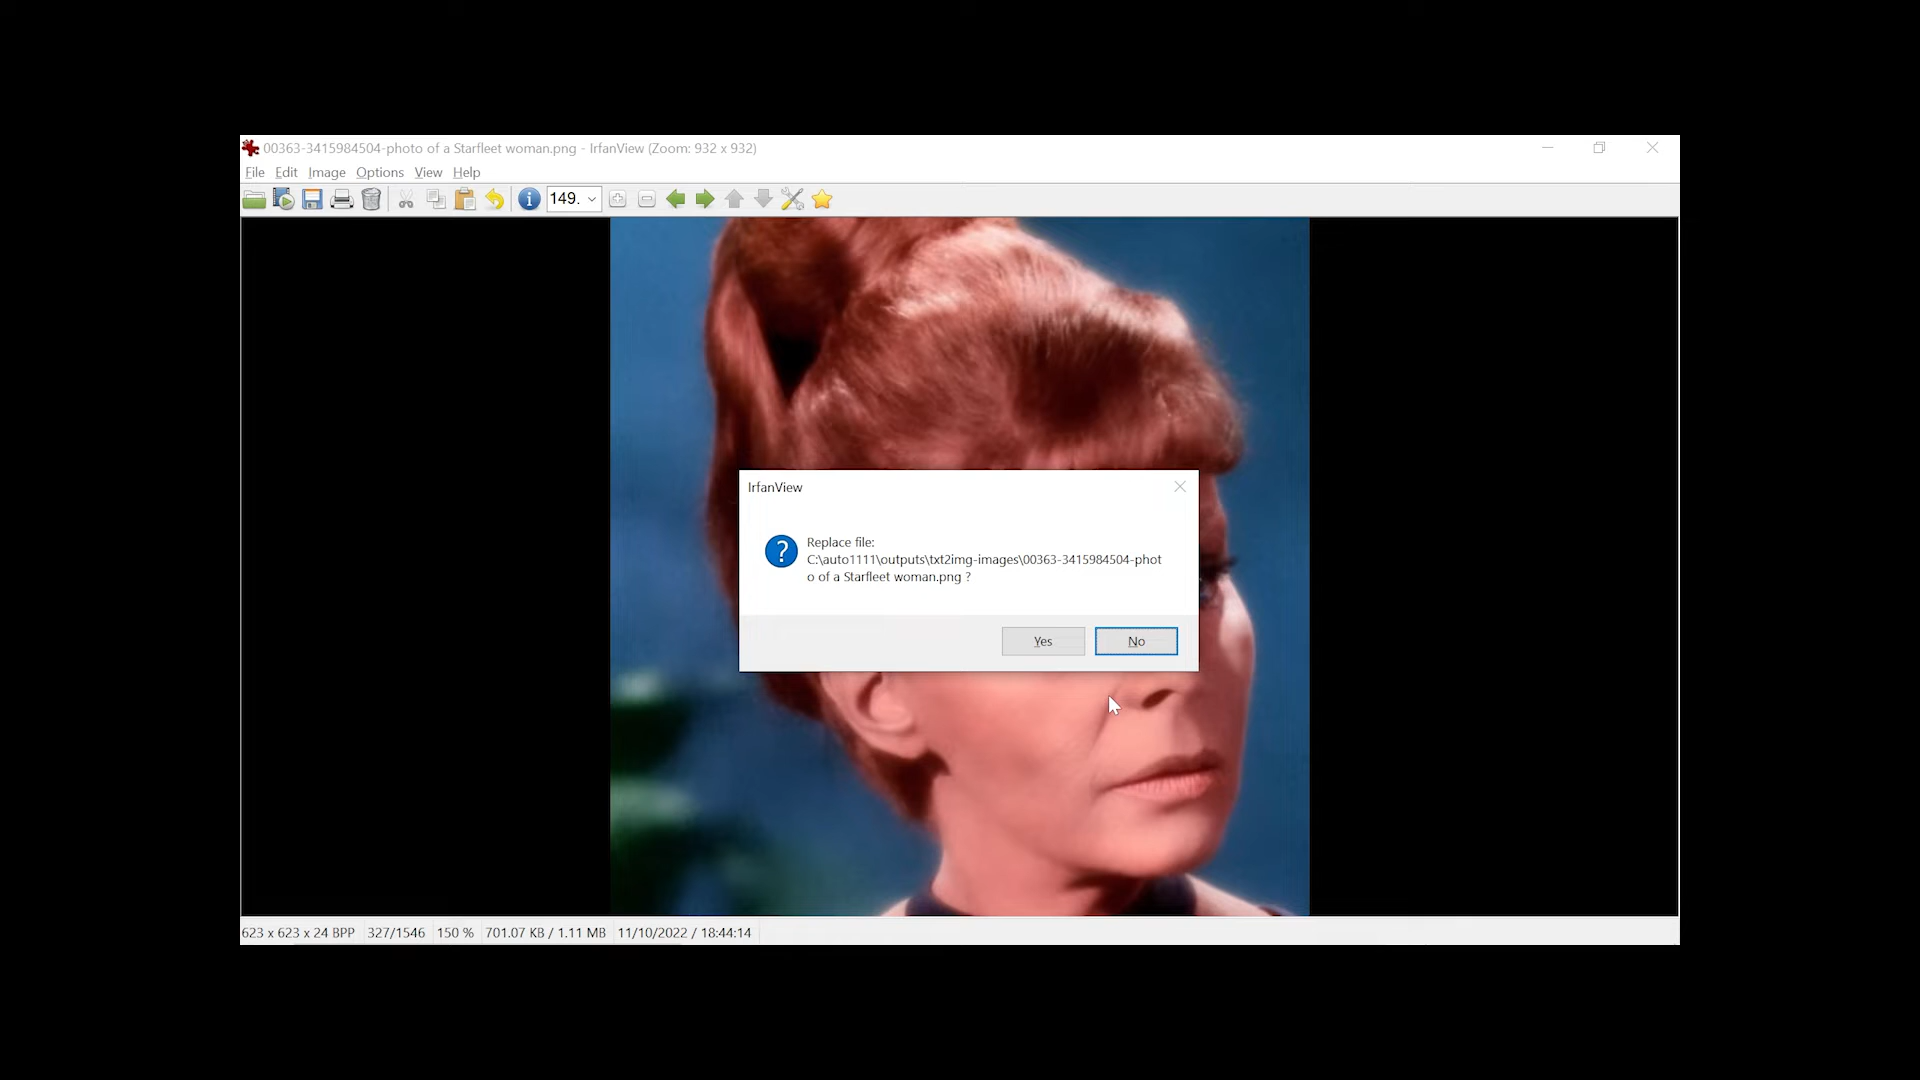 00363-3415984504-photo of a Starfleet woman.png - IrfanView (Zoom: 932 x 932)
File Edit Image Options View Help
149.
IrfanView
Replace file:
C:\auto1111\outputs\txt2img-images\00363-3415984504-phot
o of a Starfleet woman.png ?
Yes No
623 x 623 x 24 BPP 327/1546 150 % 701.07 KB / 1.11 MB 11/10/2022 / 18:44:14